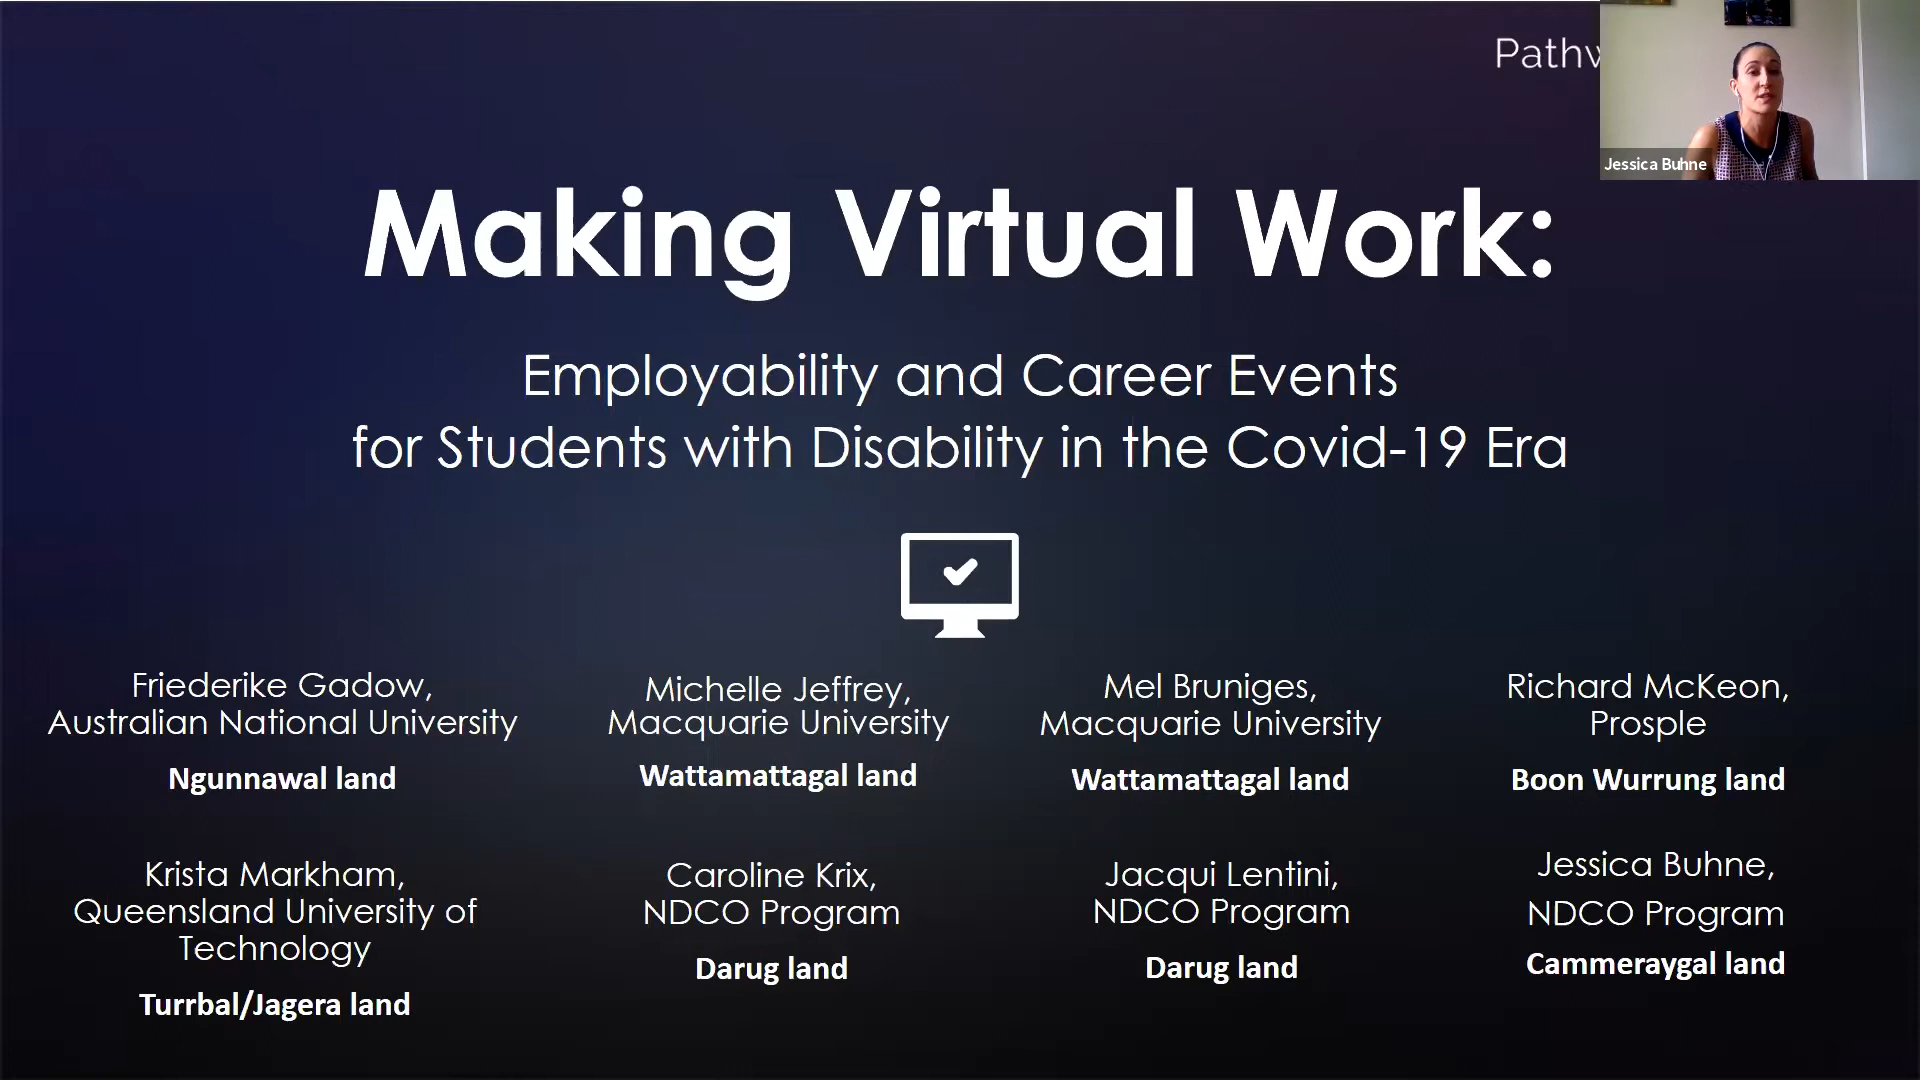 Jessica Buhne
Making Virtual Work:
Employability and Career Events
for Students with Disability in the Covid-19 Era
Friederike Gadow,
Australian National University
Ngunnawal land
Michelle Jeffrey,
Macquarie University
Wattamattagal land
Mel Bruniges,
Macquarie University
Wattamattagal land
Richard McKeon,
Prosple
Boon Wurrung land
Krista Markham,
Queensland University of
Technology
Turrbal/Jagera land
Caroline Krix,
NDCO Program
Darug land
Jacqui Lentini,
NDCO Program
Darug land
Jessica Buhne,
NDCO Program
Cammeraygal land